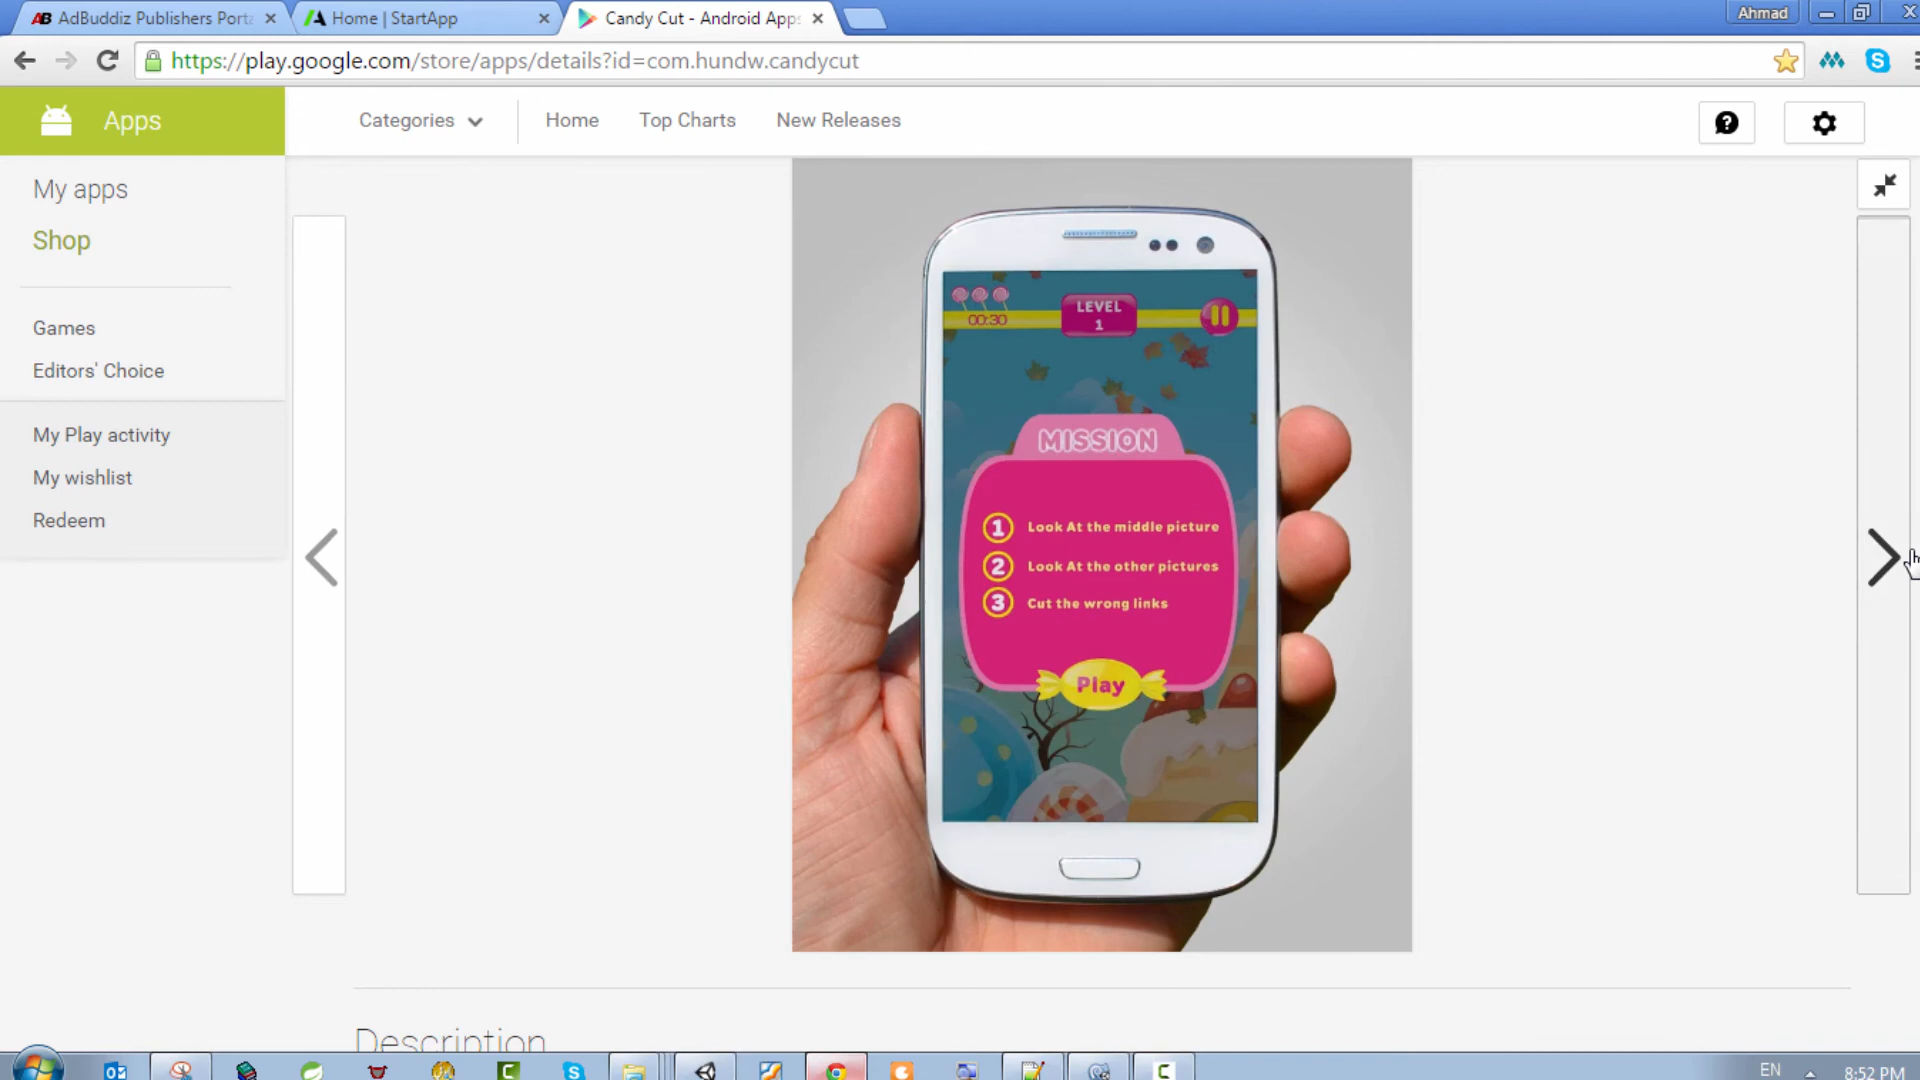 AdBuddiz Publishers Porta
Home | StartApp
Candy Cut - Android Apps
Ahmad
https://play.google.com/store/apps/details?id=com.hundw.candycut
Apps
Categories
Home
Top Charts
New Releases
My apps
Shop
Games
Editors' Choice
My Play activity
My wishlist
Redeem
00:30
LEVEL
1
MISSION
1 Look At the middle picture
2 Look At the other pictures
3 Cut the wrong links
Play
Description
EN
8:52 PM